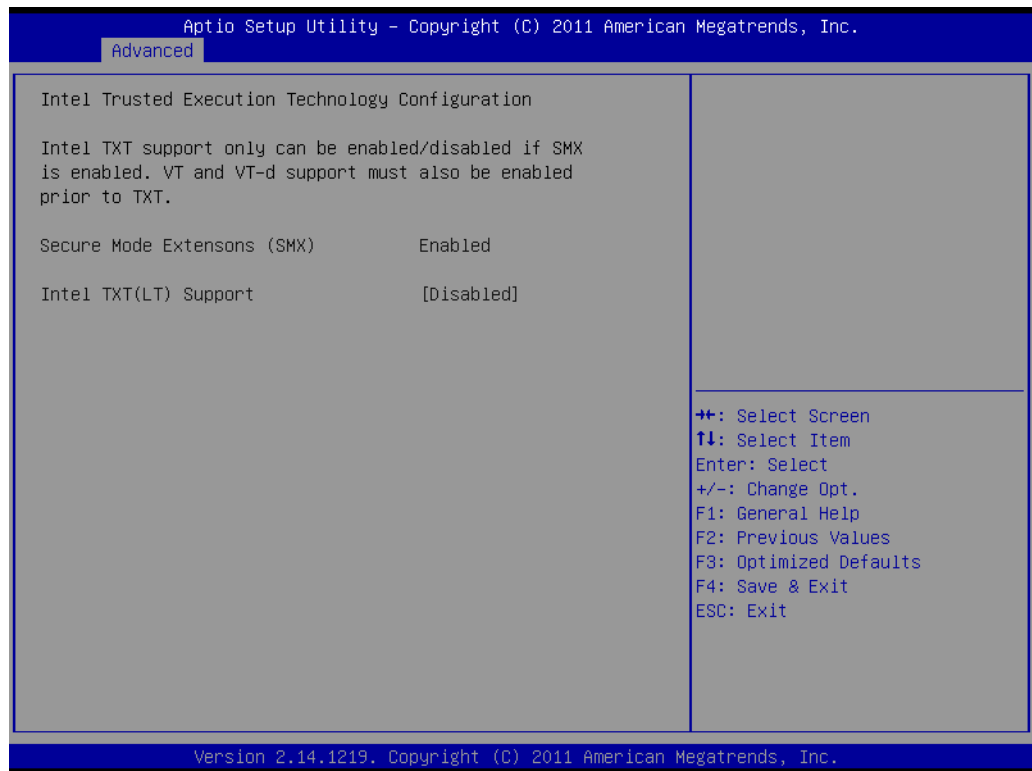 Aptio Setup Utility – Copyright (C) 2011 American Megatrends, Inc.
Advanced
Intel Trusted Execution Technology Configuration
Intel TXT support only can be enabled/disabled if SMX
is enabled. VT and VT-d support must also be enabled
prior to TXT.
Secure Mode Extensons (SMX) Enabled
Intel TXT(LT) Support [Disabled]
→←: Select Screen
↑↓: Select Item
Enter: Select
+/-: Change Opt.
F1: General Help
F2: Previous Values
F3: Optimized Defaults
F4: Save & Exit
ESC: Exit
Version 2.14.1219. Copyright (C) 2011 American Megatrends, Inc.